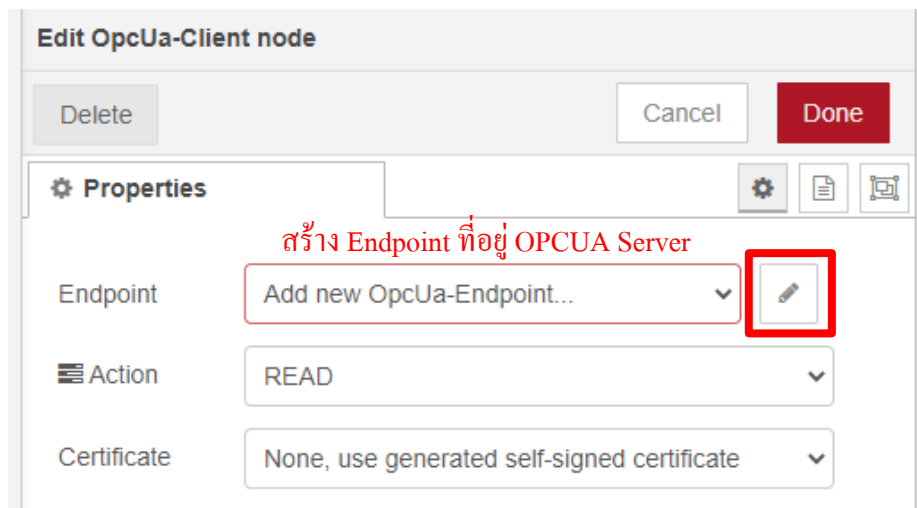 Edit OpcUa-Client node
Delete
Cancel
Done
Properties
สร้าง Endpoint ที่อยู่ OPCUA Server
Endpoint
Add new OpcUa-Endpoint...
Action
READ
Certificate
None, use generated self-signed certificate